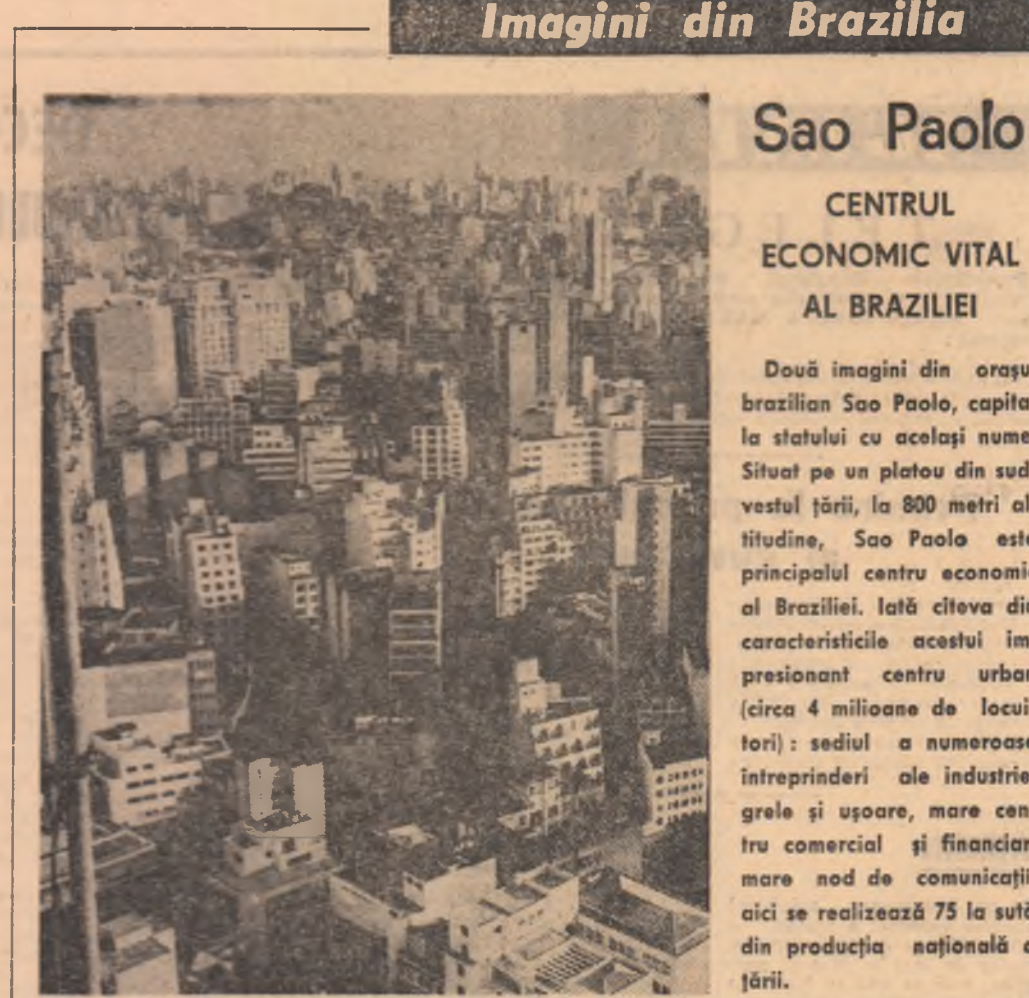 Imagini din Brazilia
Sao Paolo
CENTRUL
ECONOMIC VITAL
AL BRAZILIEI
Două imagini din orașu
brazilian Sao Paolo, capita
la statului cu același nume
Situat pe un platou din sud
vestul țării, la 800 metri al
titudine, Sao Paolo este
principalul centru economic
al Braziliei. Iată cîteva din
caracteristicile acestui im
presionant centru urban
(circa 4 milioane de locui
tori) : sediul a numeroase
întreprinderi ale industrie
grele și ușoare, mare cen
tru comercial și financiar
mare nod de comunicații
aici se realizează 75 la sută
din producția națională a
țării.